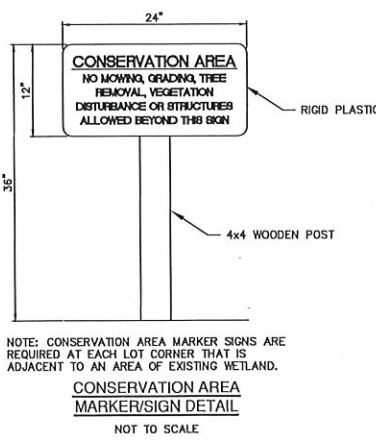 24"
CONSERVATION AREA
NO MOWING, GRADING, TREE
REMOVAL, VEGETATION
DISTURBANCE OR STRUCTURES
ALLOWED BEYOND THIS SIGN
12"
RIGID PLASTIC
36"
4x4 WOODEN POST
NOTE: CONSERVATION AREA MARKER SIGNS ARE
REQUIRED AT EACH LOT CORNER THAT IS
ADJACENT TO AN AREA OF EXISTING WETLAND.
CONSERVATION AREA
MARKER/SIGN DETAIL
NOT TO SCALE